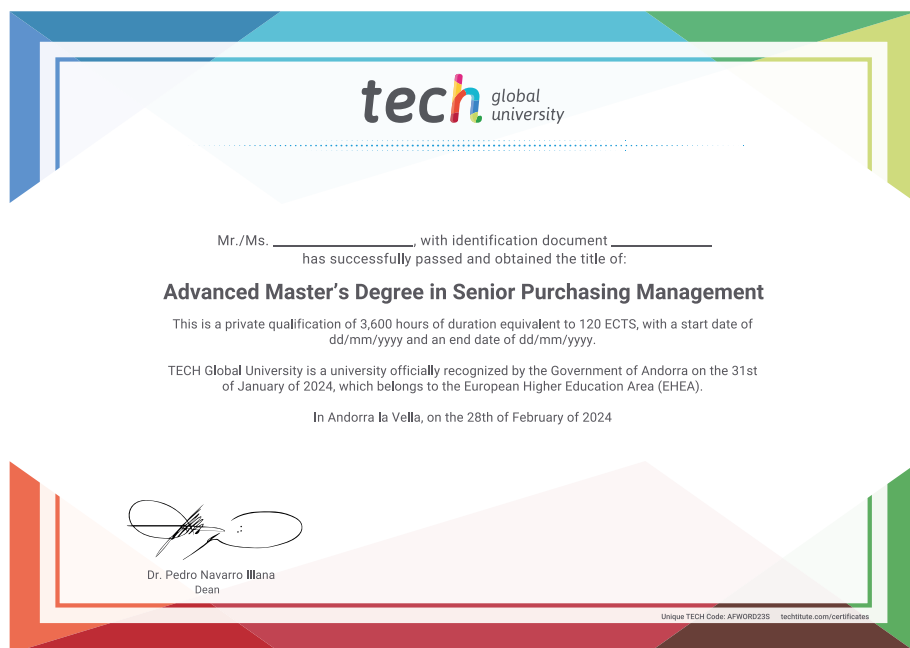 tech global
university
Mr./Ms. ____________________, with identification document ______________
has successfully passed and obtained the title of:
Advanced Master’s Degree in Senior Purchasing Management
This is a private qualification of 3,600 hours of duration equivalent to 120 ECTS, with a start date of
dd/mm/yyyy and an end date of dd/mm/yyyy.
TECH Global University is a university officially recognized by the Government of Andorra on the 31st
of January of 2024, which belongs to the European Higher Education Area (EHEA).
In Andorra la Vella, on the 28th of February of 2024
Dr. Pedro Navarro Illana
Dean
Unique TECH Code: AFWORD23S techtitute.com/certificates